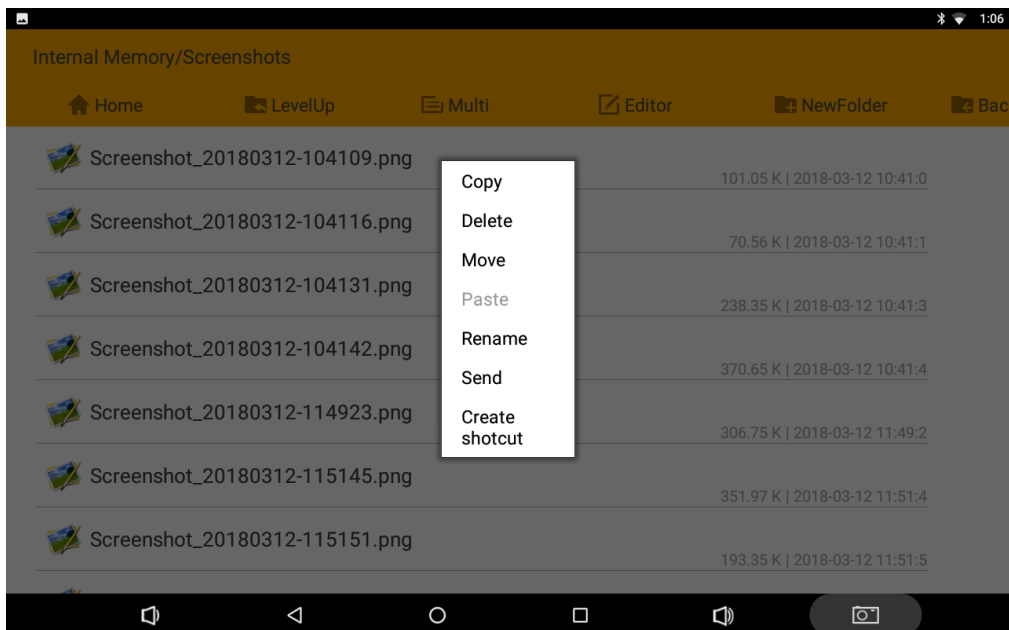 1:06
Internal Memory/Screenshots
Home LevelUp Multi Editor NewFolder Bac
Screenshot_20180312-104109.png
101.05 K | 2018-03-12 10:41:0
Screenshot_20180312-104116.png
70.56 K | 2018-03-12 10:41:1
Screenshot_20180312-104131.png
238.35 K | 2018-03-12 10:41:3
Screenshot_20180312-104142.png
370.65 K | 2018-03-12 10:41:4
Screenshot_20180312-114923.png
306.75 K | 2018-03-12 11:49:2
Screenshot_20180312-115145.png
351.97 K | 2018-03-12 11:51:4
Screenshot_20180312-115151.png
193.35 K | 2018-03-12 11:51:5
Copy
Delete
Move
Paste
Rename
Send
Create
shotcut